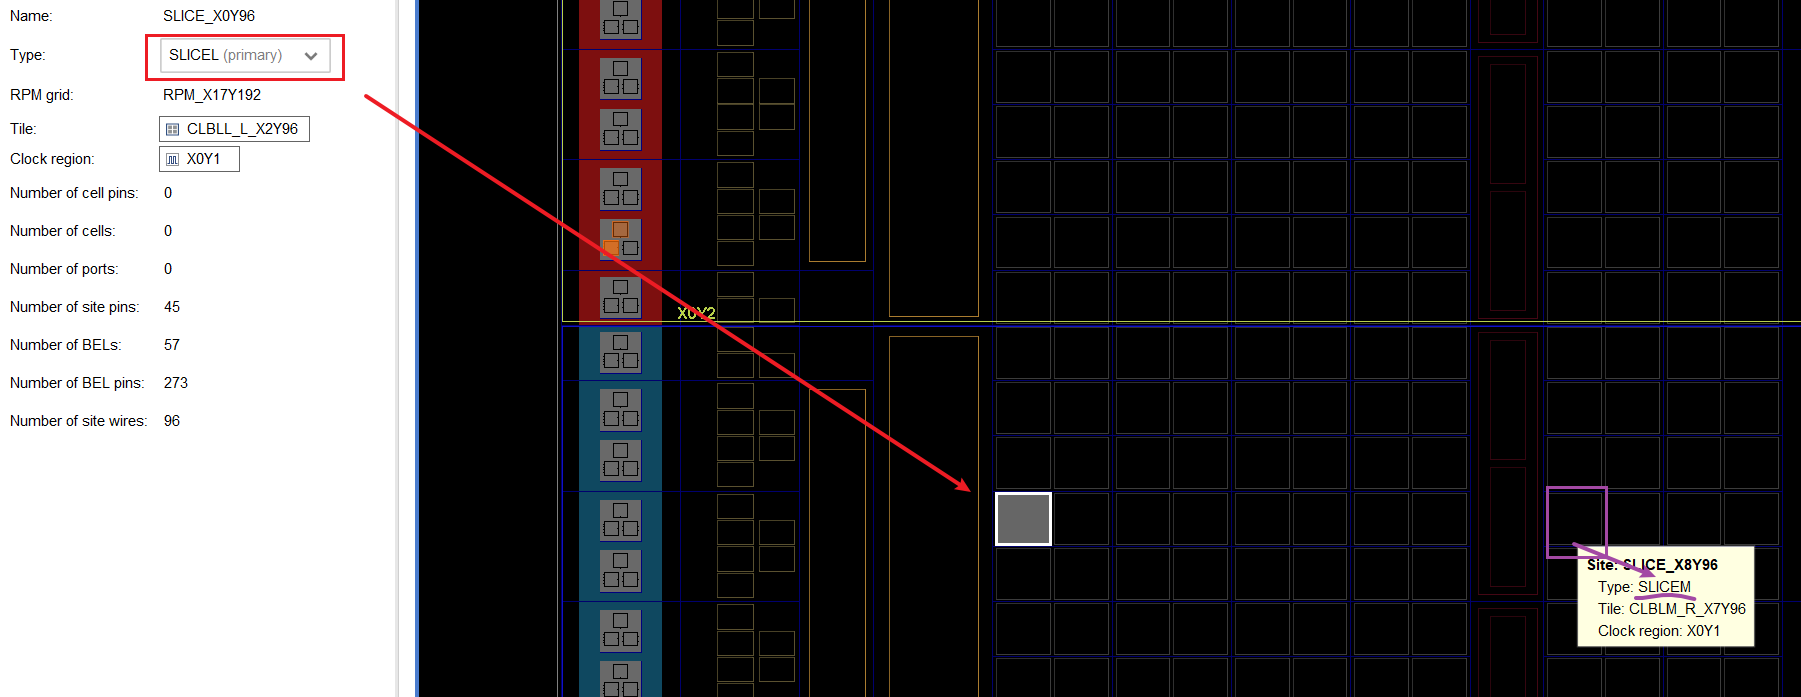 Name: SLICE_X0Y96
Type: SLICEL (primary)
RPM grid: RPM_X17Y192
Tile: CLBLL_L_X2Y96
Clock region: X0Y1
Number of cell pins: 0
Number of cells: 0
Number of ports: 0
Number of site pins: 45
Number of BELs: 57
Number of BEL pins: 273
Number of site wires: 96
X0Y2
Site: SLICE_X8Y96
Type: SLICEM
Tile: CLBLM_R_X7Y96
Clock region: X0Y1